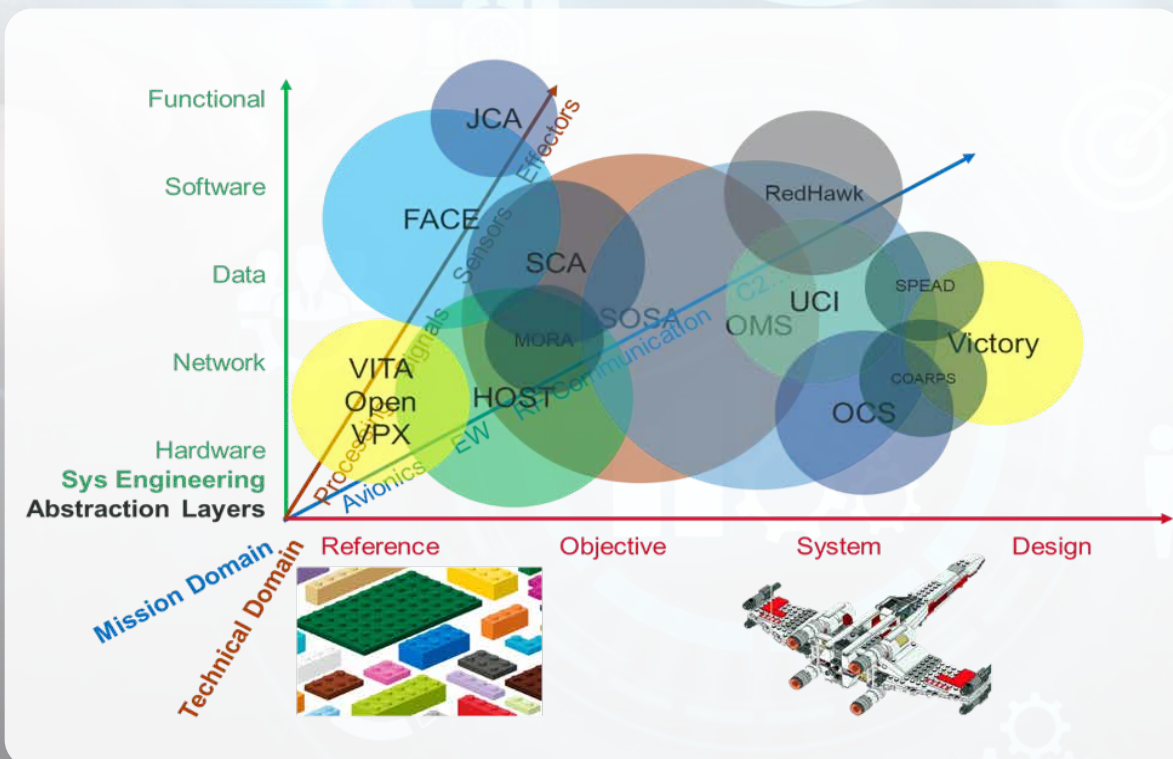 Functional
Software
Data
Network
Hardware
Sys Engineering
Abstraction Layers
JCA
FACE
SCA
MORA
HOST
VITA
Open
VPX
SOSA
OMS
RedHawk
UCI
SPEAD
Victory
COARPS
OCS
Processing Signals Sensors Effectors
Avionics EW RF Communication C2...
Mission Domain
Technical Domain
Reference Objective System Design